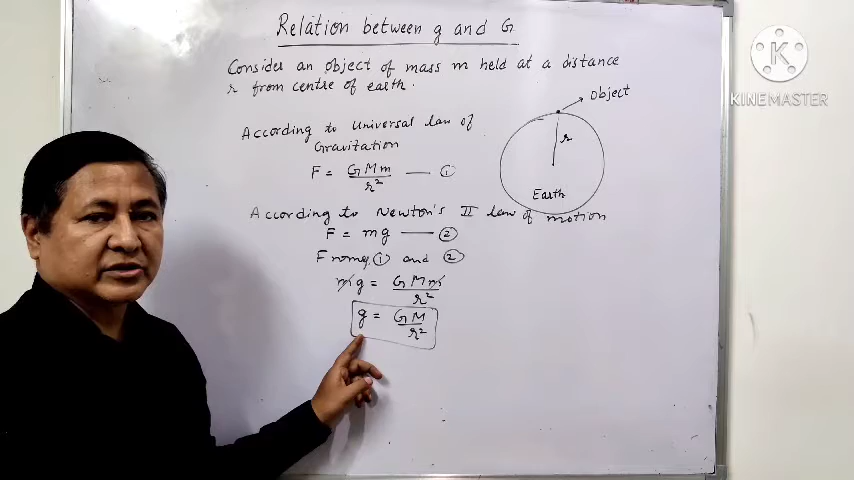 Relation between g and G
Consider an object of mass m held at a distance
r from centre of earth.
According to Universal law of
Gravitation
F = GMm/r² — ①
According to Newton's II law of motion
F = mg — ②
From eq ① and ②
mg = GMm/r²
g = GM/r²
Object
r
Earth
K
KINEMASTER